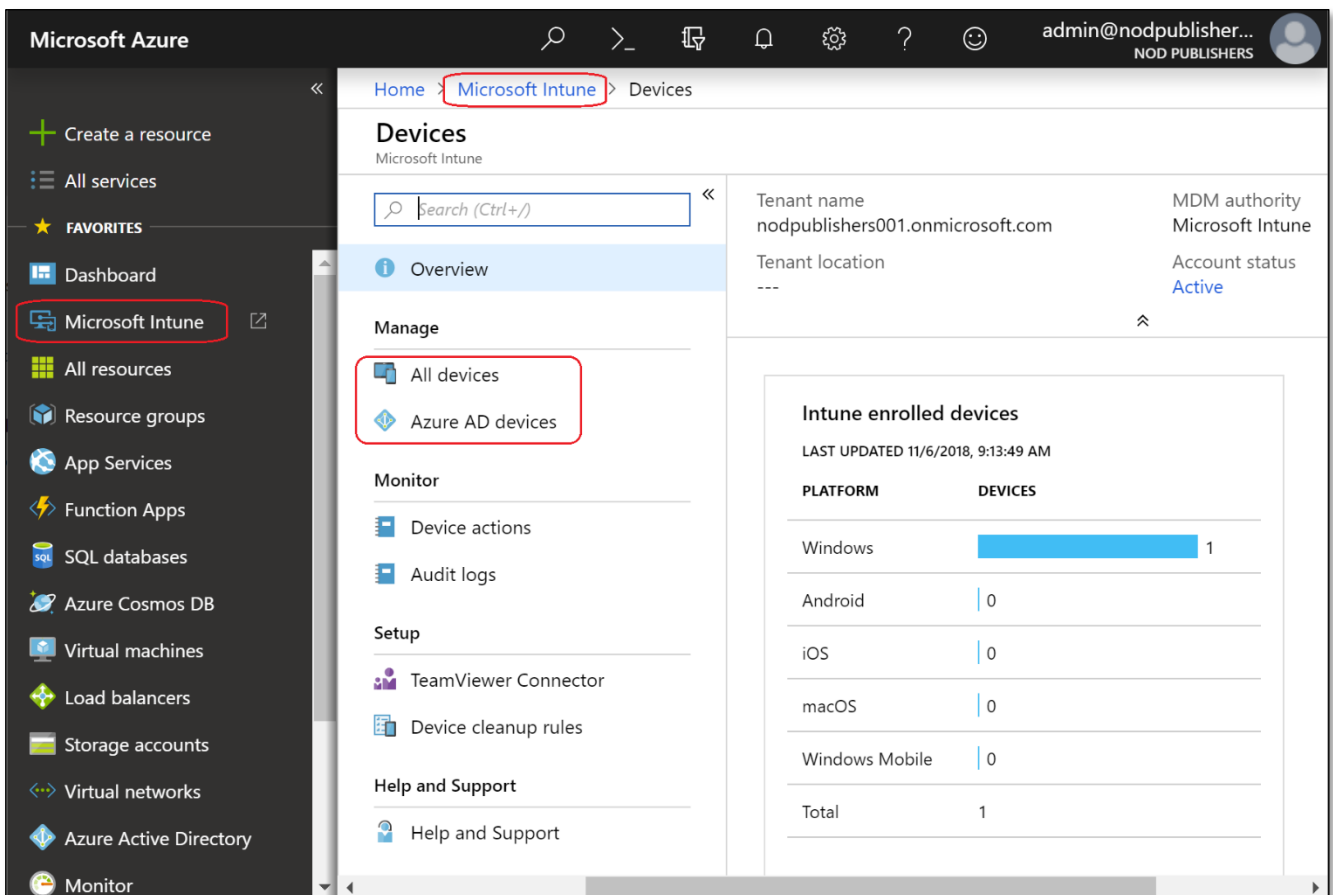 Microsoft Azure
admin@nodpublisher...
NOD PUBLISHERS
Create a resource
All services
FAVORITES
Dashboard
Microsoft Intune
All resources
Resource groups
App Services
Function Apps
SQL databases
Azure Cosmos DB
Virtual machines
Load balancers
Storage accounts
Virtual networks
Azure Active Directory
Monitor
Home > Microsoft Intune > Devices
Devices
Microsoft Intune
Search (Ctrl+/)
Overview
Manage
All devices
Azure AD devices
Monitor
Device actions
Audit logs
Setup
TeamViewer Connector
Device cleanup rules
Help and Support
Help and Support
Tenant name
nodpublishers001.onmicrosoft.com
Tenant location
---
MDM authority
Microsoft Intune
Account status
Active
Intune enrolled devices
LAST UPDATED 11/6/2018, 9:13:49 AM
PLATFORM DEVICES
Windows 1
Android 0
iOS 0
macOS 0
Windows Mobile 0
Total 1